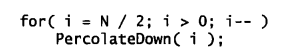 for( i = N / 2; i > 0; i-- )
PercolateDown( i );